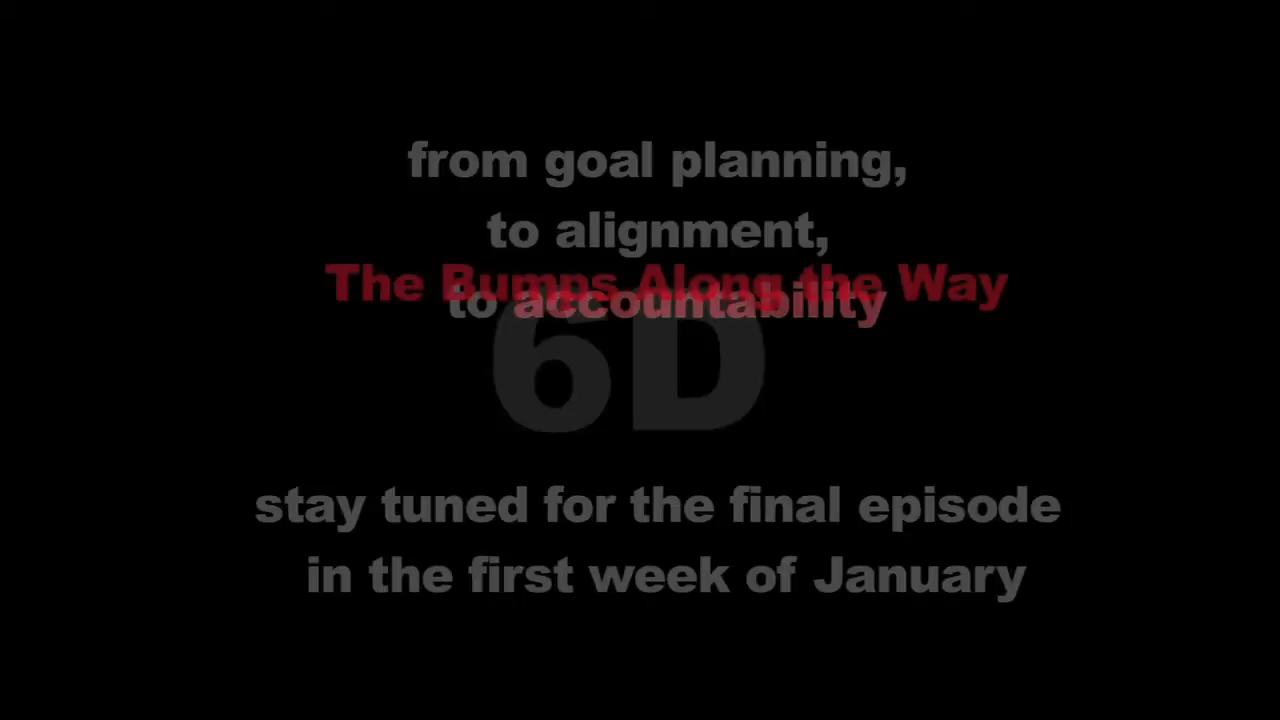 from goal planning,
to alignment,
The Bumps Along the Way
to accountability
6D
stay tuned for the final episode
in the first week of January